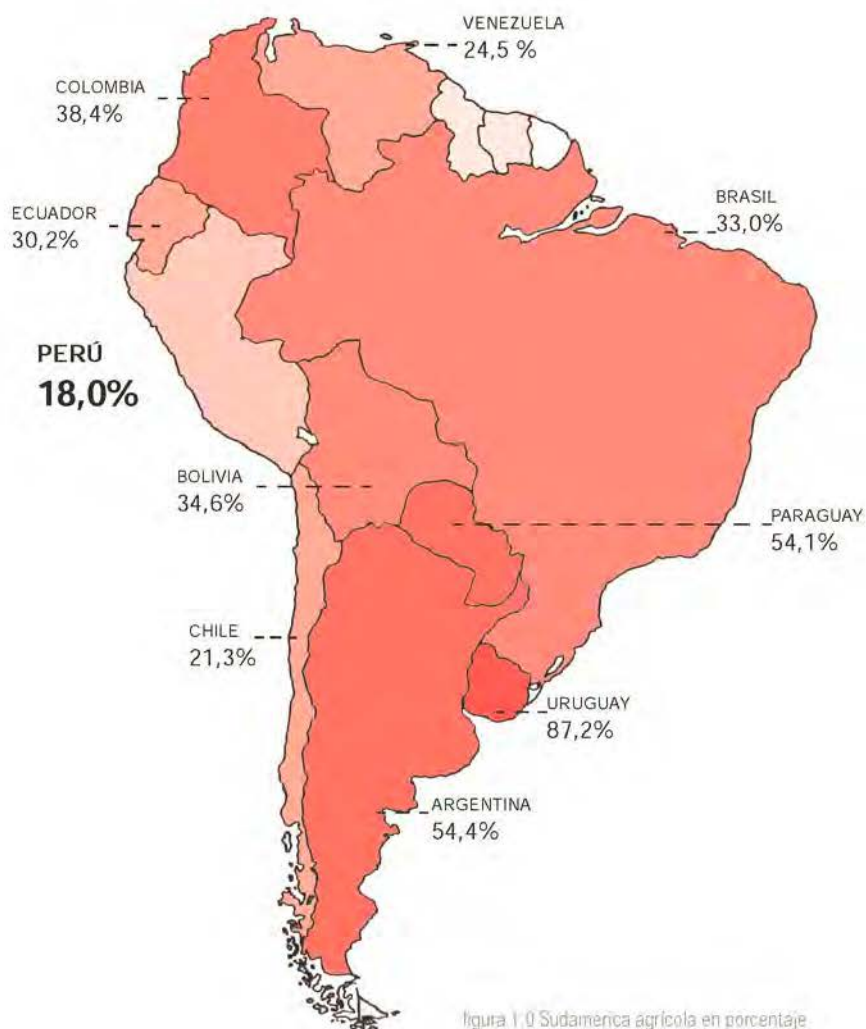 VENEZUELA
24,5 %
COLOMBIA
38,4%
ECUADOR
30,2%
BRASIL
33,0%
PERÚ
18,0%
BOLIVIA
34,6%
PARAGUAY
54,1%
CHILE
21,3%
URUGUAY
87,2%
ARGENTINA
54,4%
figura 1.0 Sudamerica agrícola en porcentaje